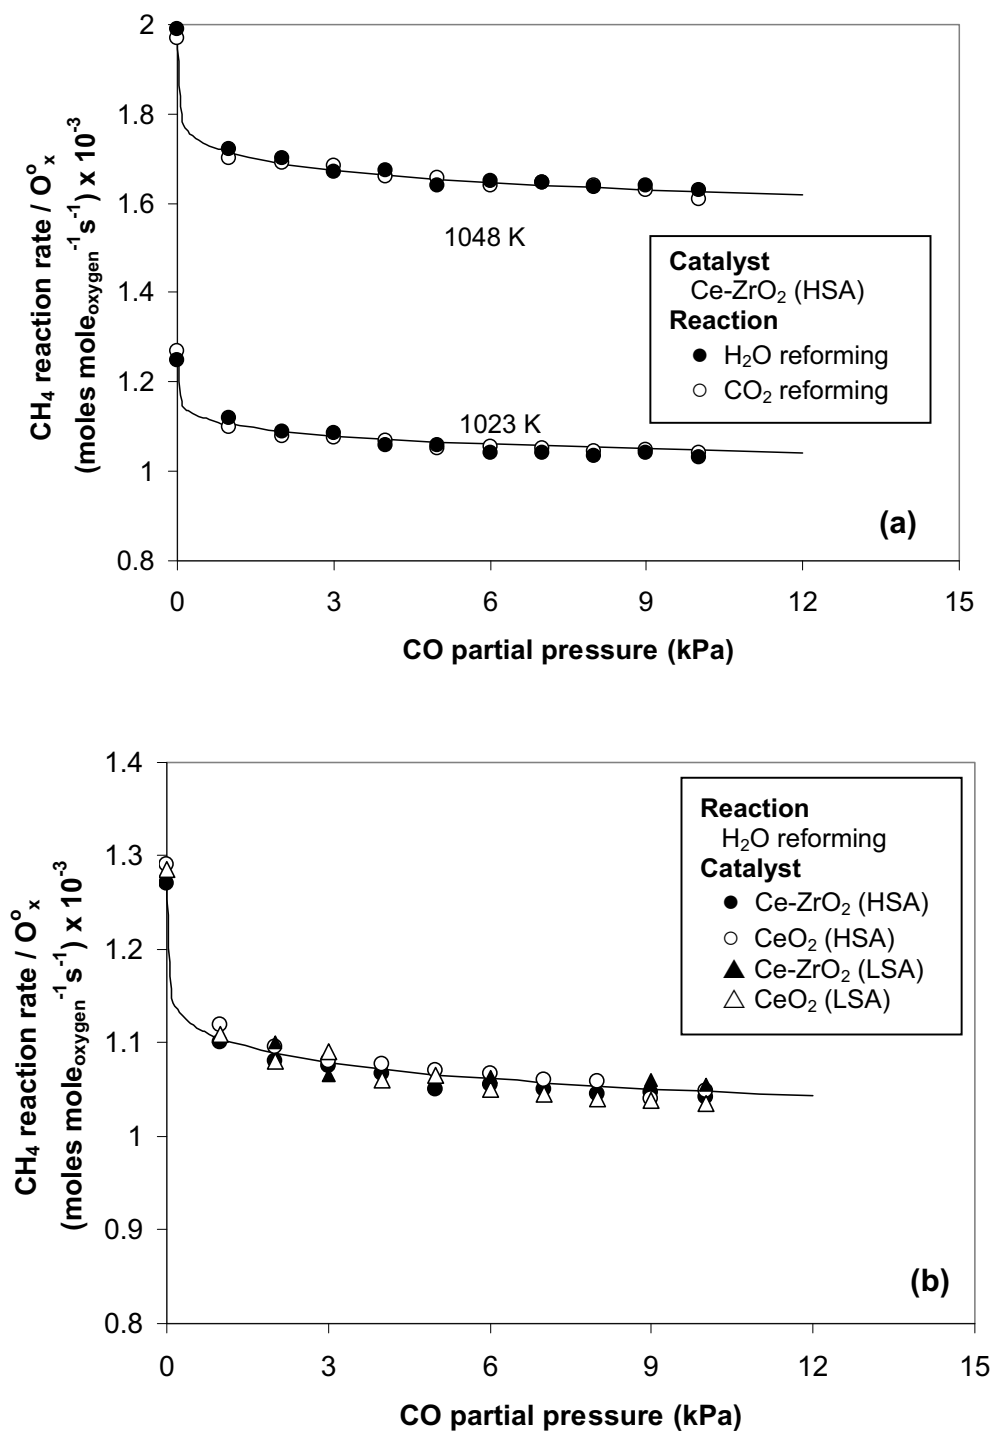 2
1.8
1.6
1.4
1.2
1
0.8
CH₄ reaction rate / Oᵒₓ
(moles mole_oxygen⁻¹s⁻¹) x 10⁻³
1048 K
1023 K
Catalyst
Ce-ZrO₂ (HSA)
Reaction
H₂O reforming
CO₂ reforming
(a)
0 3 6 9 12 15
CO partial pressure (kPa)
1.4
1.3
1.2
1.1
1
0.9
0.8
CH₄ reaction rate / Oᵒₓ
(moles mole_oxygen⁻¹s⁻¹) x 10⁻³
Reaction
H₂O reforming
Catalyst
Ce-ZrO₂ (HSA)
CeO₂ (HSA)
Ce-ZrO₂ (LSA)
CeO₂ (LSA)
(b)
0 3 6 9 12 15
CO partial pressure (kPa)